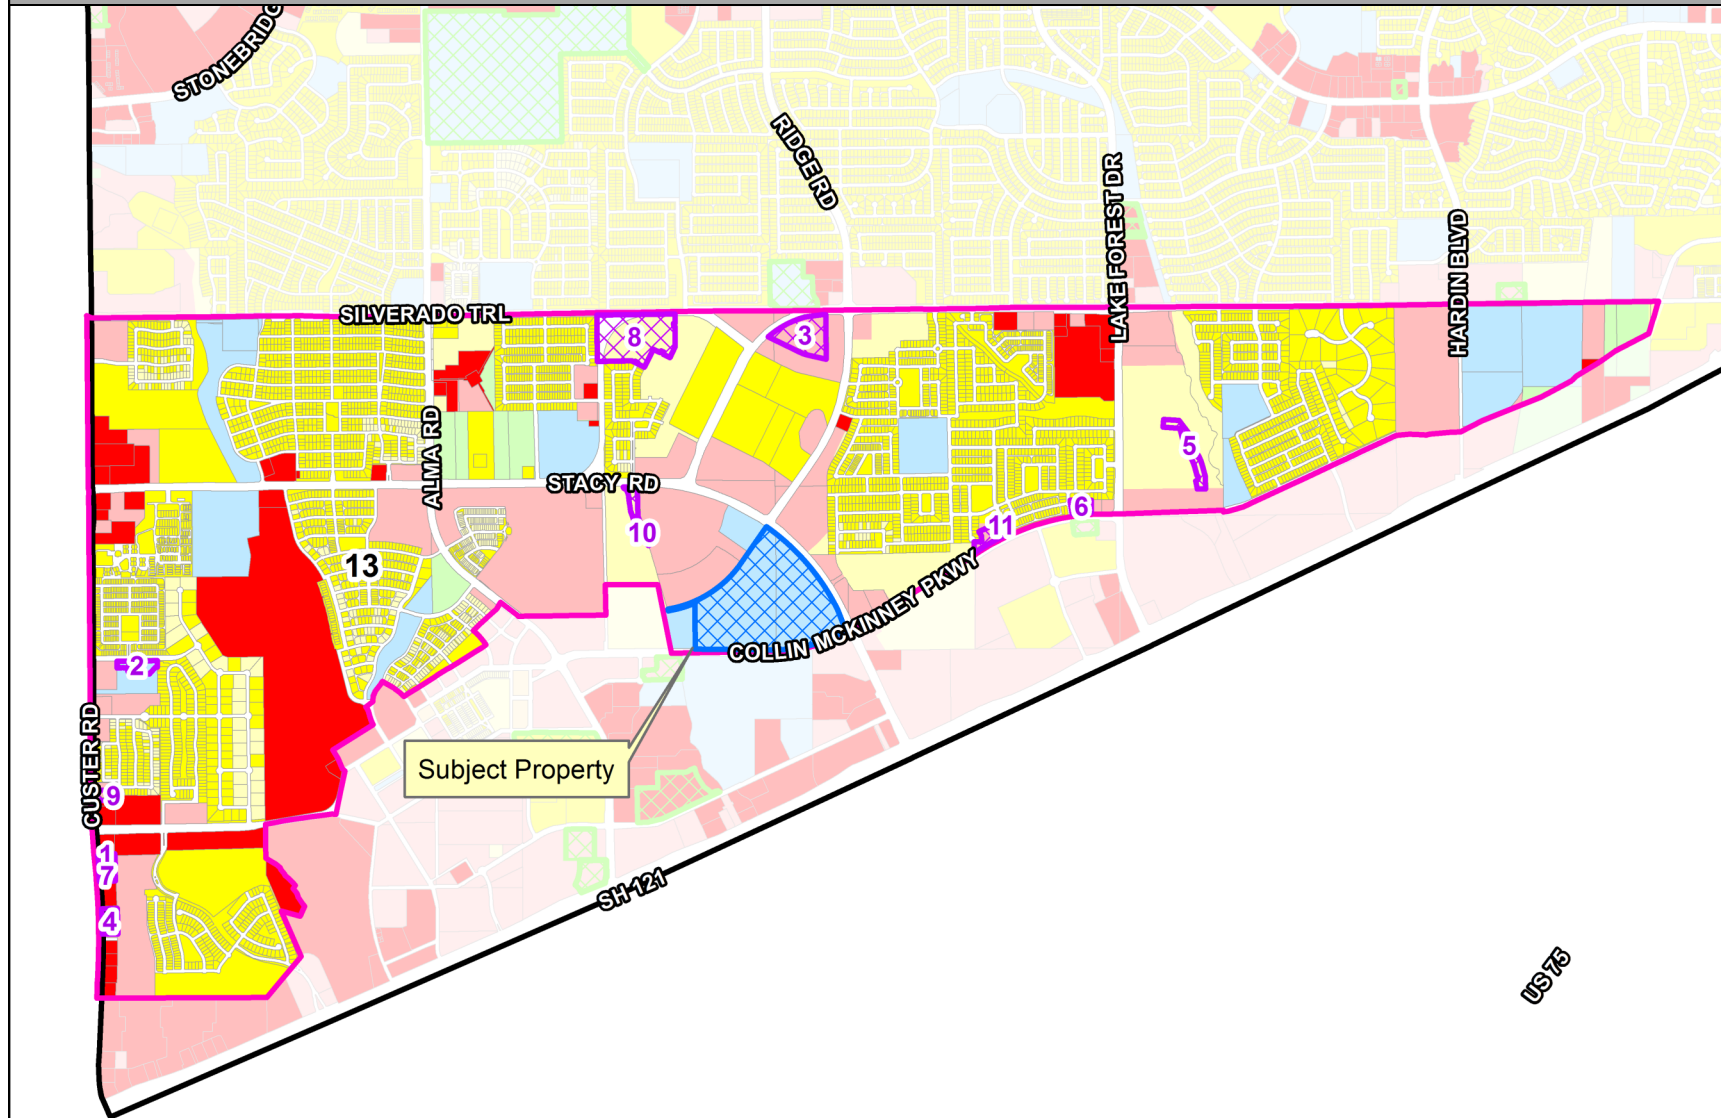 STONEBRIDG
RIDGE RD
LAKE FOREST DR
HARDIN BLVD
SILVERADO TRL
8
3
ALMA RD
5
STACY RD
10
6
11
13
COLLIN MCKINNEY PKWY
2
CUSTER RD
Subject Property
9
1
7
4
SH 121
US 75